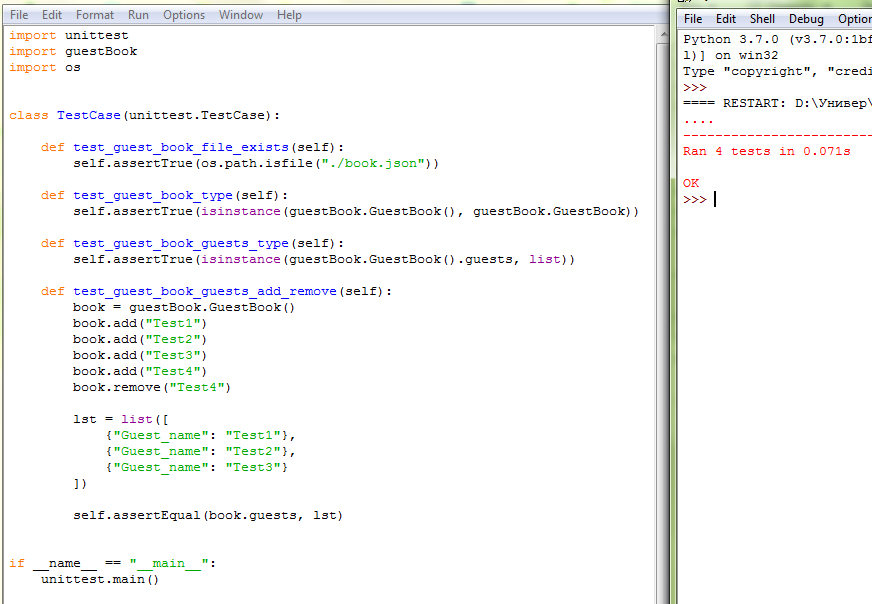 File Edit Format Run Options Window Help
import unittest
import guestBook
import os
class TestCase(unittest.TestCase):
def test_guest_book_file_exists(self):
self.assertTrue(os.path.isfile("./book.json"))
def test_guest_book_type(self):
self.assertTrue(isinstance(guestBook.GuestBook(), guestBook.GuestBook))
def test_guest_book_guests_type(self):
self.assertTrue(isinstance(guestBook.GuestBook().guests, list))
def test_guest_book_guests_add_remove(self):
book = guestBook.GuestBook()
book.add("Test1")
book.add("Test2")
book.add("Test3")
book.add("Test4")
book.remove("Test4")
lst = list([
{"Guest_name": "Test1"},
{"Guest_name": "Test2"},
{"Guest_name": "Test3"}
])
self.assertEqual(book.guests, lst)
if __name__ == "__main__":
unittest.main()
File Edit Shell Debug Option
Python 3.7.0 (v3.7.0:1bf
l)] on win32
Type "copyright", "credi
>>>
==== RESTART: D:\Универ\
....
----------------------
Ran 4 tests in 0.071s
OK
>>>